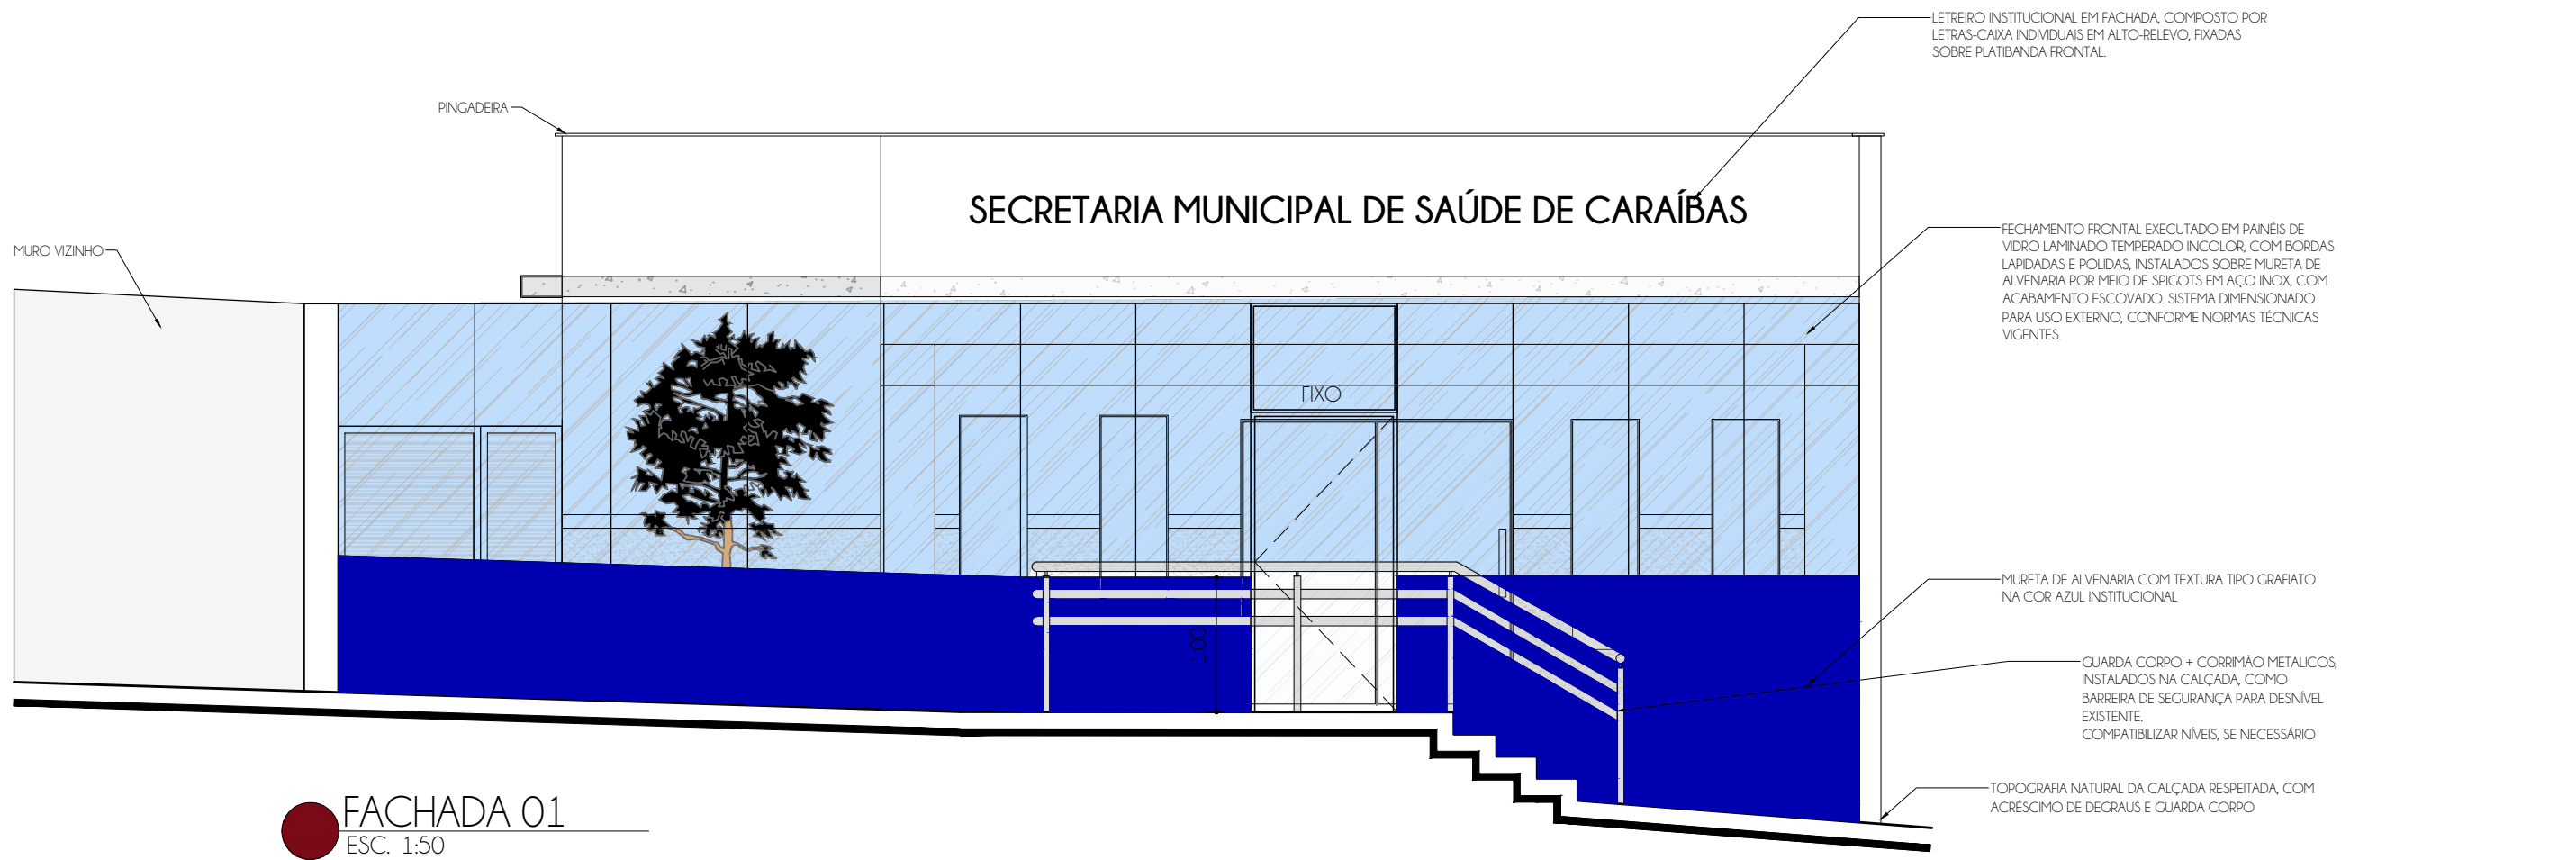 LETREIRO INSTITUCIONAL EM FACHADA, COMPOSTO POR
LETRAS-CAIXA INDIVIDUAIS EM ALTO-RELEVO, FIXADAS
SOBRE PLATIBANDA FRONTAL.
PINGADEIRA
SECRETARIA MUNICIPAL DE SAÚDE DE CARAÍBAS
MURO VIZINHO
FECHAMENTO FRONTAL EXECUTADO EM PAINÉIS DE
VIDRO LAMINADO TEMPERADO INCOLOR, COM BORDAS
LAPIDADAS E POLIDAS, INSTALADOS SOBRE MURETA DE
ALVENARIA POR MEIO DE SPIGOTS EM AÇO INOX, COM
ACABAMENTO ESCOVADO. SISTEMA DIMENSIONADO
PARA USO EXTERNO, CONFORME NORMAS TÉCNICAS
VIGENTES.
FIXO
MURETA DE ALVENARIA COM TEXTURA TIPO GRAFIATO
NA COR AZUL INSTITUCIONAL
1.00
GUARDA CORPO + CORRIMÃO METALICOS,
INSTALADOS NA CALÇADA, COMO
BARREIRA DE SEGURANÇA PARA DESNÍVEL
EXISTENTE.
COMPATIBILIZAR NÍVEIS, SE NECESSÁRIO
TOPOGRAFIA NATURAL DA CALÇADA RESPEITADA, COM
ACRÉSCIMO DE DEGRAUS E GUARDA CORPO
FACHADA 01
ESC. 1:50